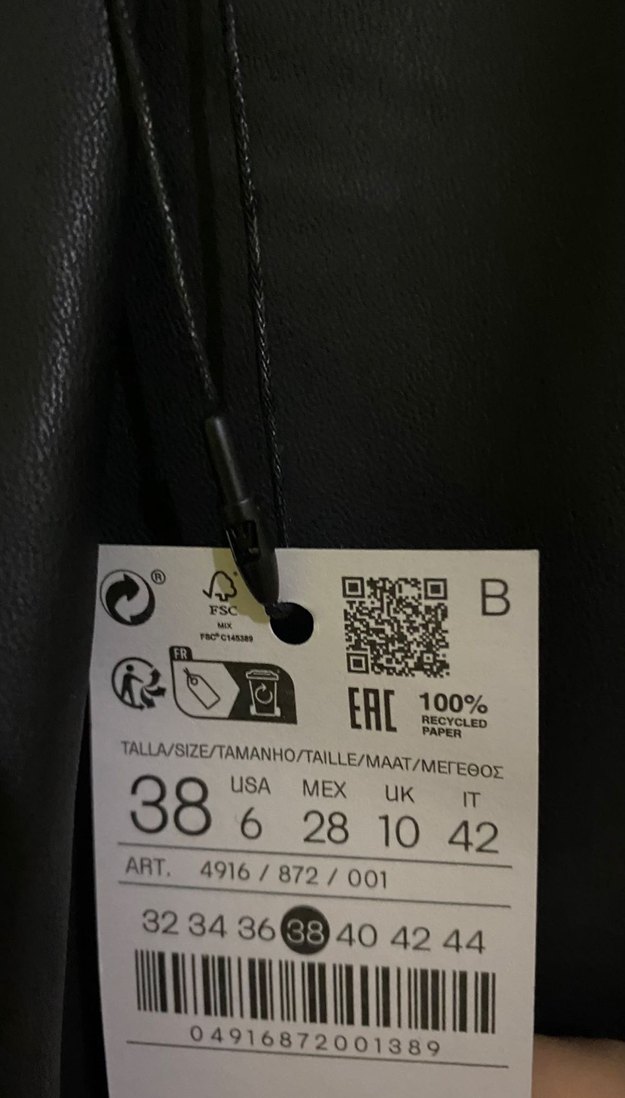 ®
FSC
MIX
FSC® C145389
B
FR
EAC
100%
RECYCLED
PAPER
TALLA/SIZE/TAMANHO/TAILLE/MAAT/ΜΕΓΕΘΟΣ
38 USA 6 MEX 28 UK 10 IT 42
ART. 4916 / 872 / 001
32 34 36 38 40 42 44
04916872001389